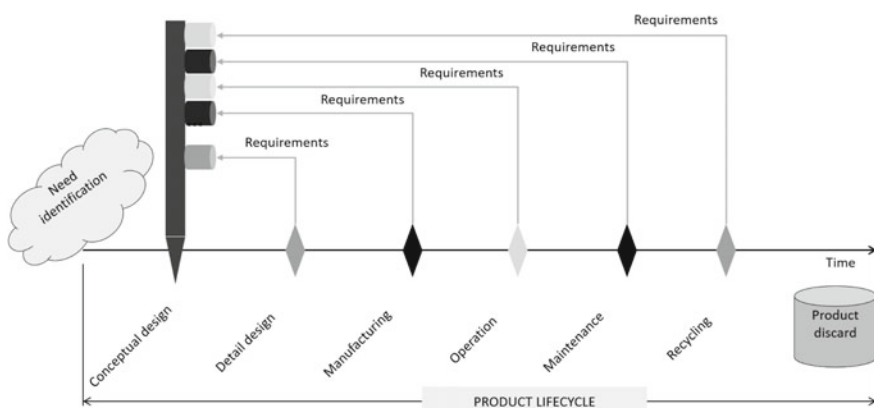 Requirements
Requirements
Requirements
Requirements
Requirements
Need
identification
Time
Conceptual design
Detail design
Manufacturing
Operation
Maintenance
Recycling
Product
discard
PRODUCT LIFECYCLE